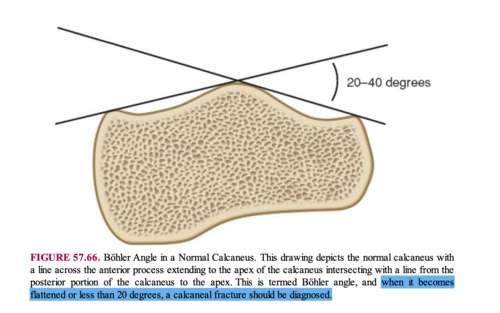 20–40 degrees
FIGURE 57.66. Böhler Angle in a Normal Calcaneus. This drawing depicts the normal calcaneus with
a line across the anterior process extending to the apex of the calcaneus intersecting with a line from the
posterior portion of the calcaneus to the apex. This is termed Böhler angle, and when it becomes
flattened or less than 20 degrees, a calcaneal fracture should be diagnosed.